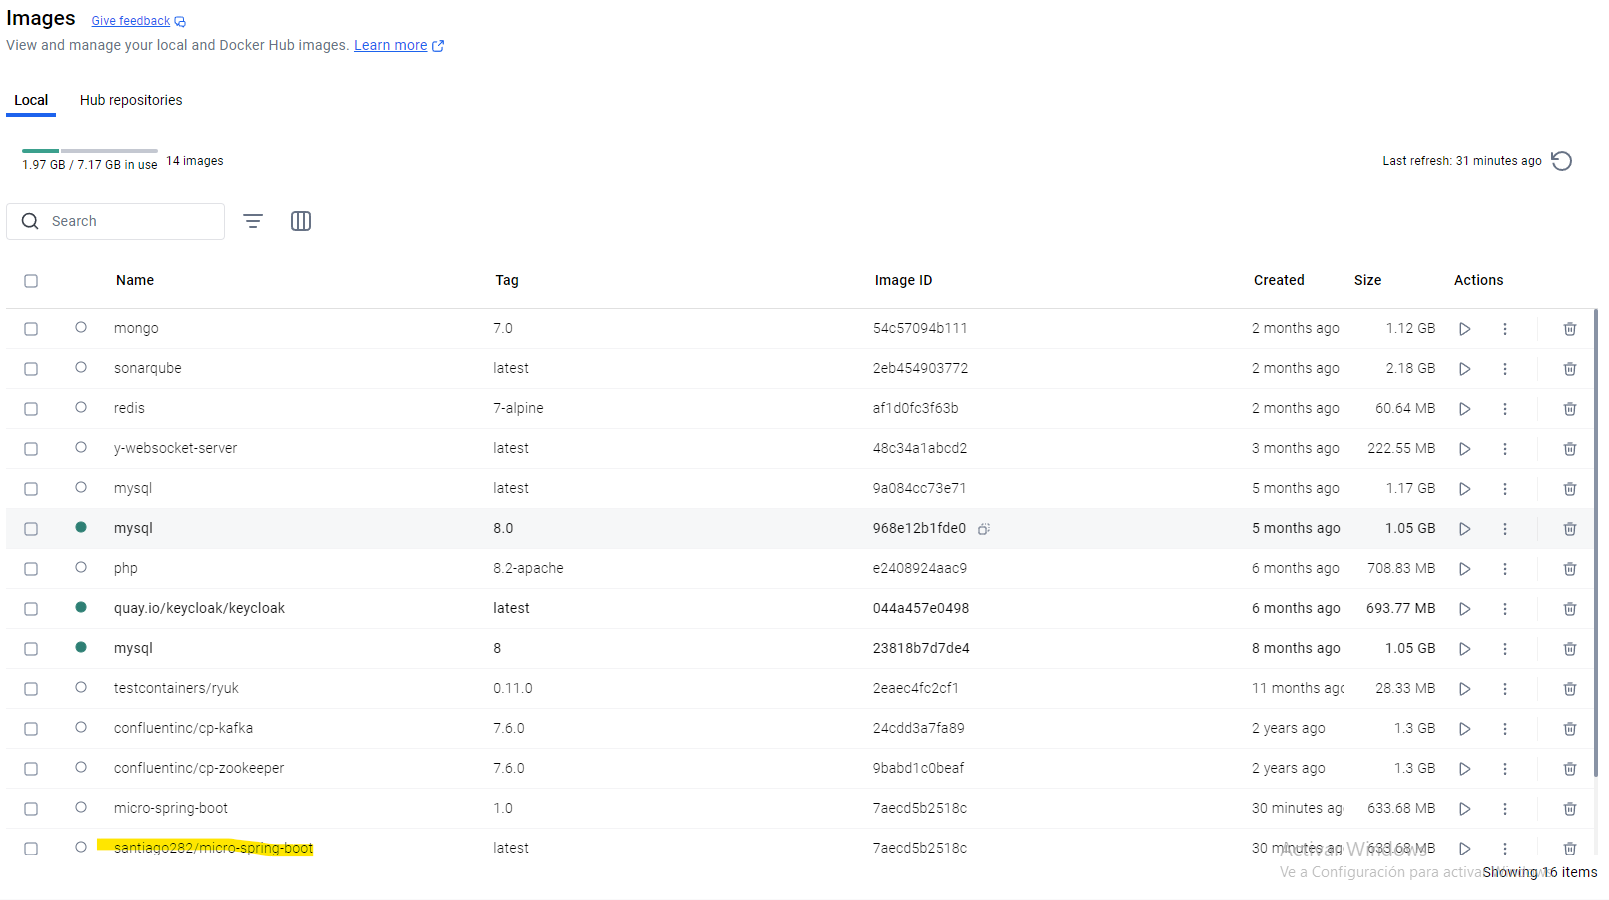 Images Give feedback
View and manage your local and Docker Hub images. Learn more
Local Hub repositories
1.97 GB / 7.17 GB in use 14 images Last refresh: 31 minutes ago
Search
Name Tag Image ID Created Size Actions
mongo 7.0 54c57094b111 2 months ago 1.12 GB
sonarqube latest 2eb454903772 2 months ago 2.18 GB
redis 7-alpine af1d0fc3f63b 2 months ago 60.64 MB
y-websocket-server latest 48c34a1abcd2 3 months ago 222.55 MB
mysql latest 9a084cc73e71 5 months ago 1.17 GB
mysql 8.0 968e12b1fde0 5 months ago 1.05 GB
php 8.2-apache e2408924aac9 6 months ago 708.83 MB
quay.io/keycloak/keycloak latest 044a457e0498 6 months ago 693.77 MB
mysql 8 23818b7d7de4 8 months ago 1.05 GB
testcontainers/ryuk 0.11.0 2eaec4fc2cf1 11 months ago 28.33 MB
confluentinc/cp-kafka 7.6.0 24cdd3a7fa89 2 years ago 1.3 GB
confluentinc/cp-zookeeper 7.6.0 9babd1c0beaf 2 years ago 1.3 GB
micro-spring-boot 1.0 7aecd5b2518c 30 minutes ag 633.68 MB
santiago282/micro-spring-boot latest 7aecd5b2518c 30 minutes ag 633.68 MB
Activar Windows
Ve a Configuración para activar Windows.
Showing 16 items